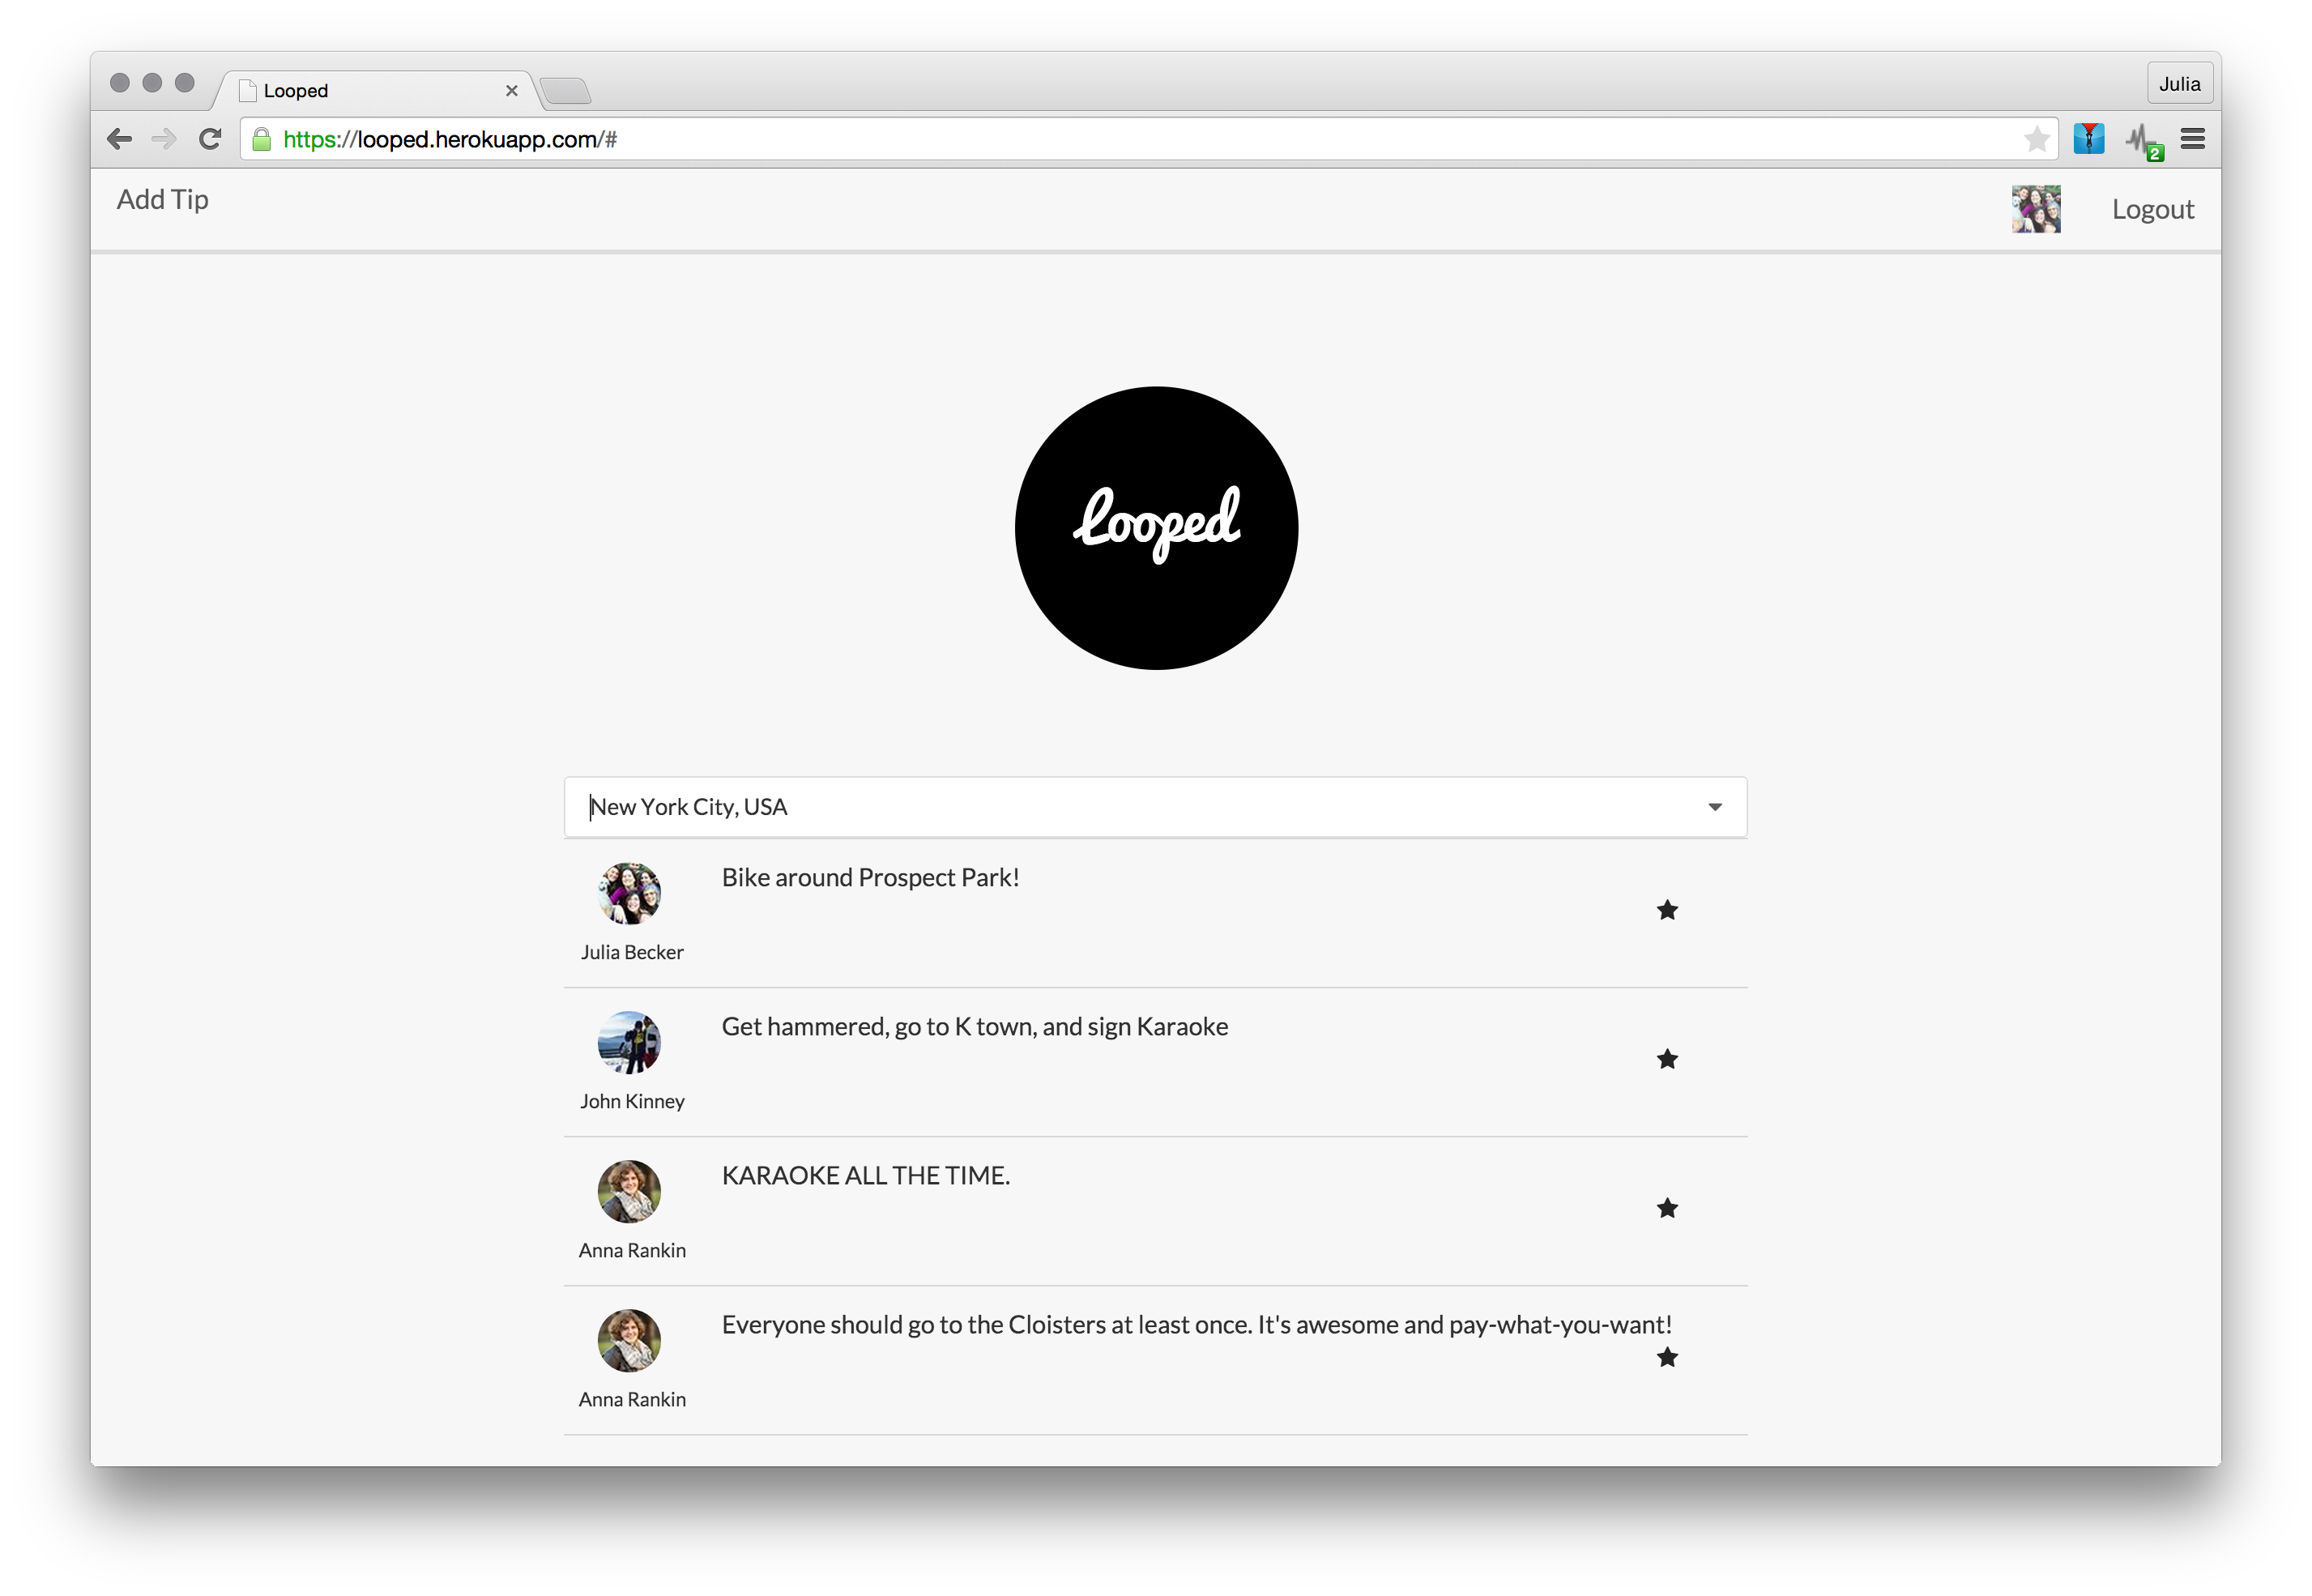 Looped
Julia
https://looped.herokuapp.com/#
2
Add Tip
Logout
Looped
New York City, USA
Bike around Prospect Park!
Julia Becker
Get hammered, go to K town, and sign Karaoke
John Kinney
KARAOKE ALL THE TIME.
Anna Rankin
Everyone should go to the Cloisters at least once. It's awesome and pay-what-you-want!
Anna Rankin